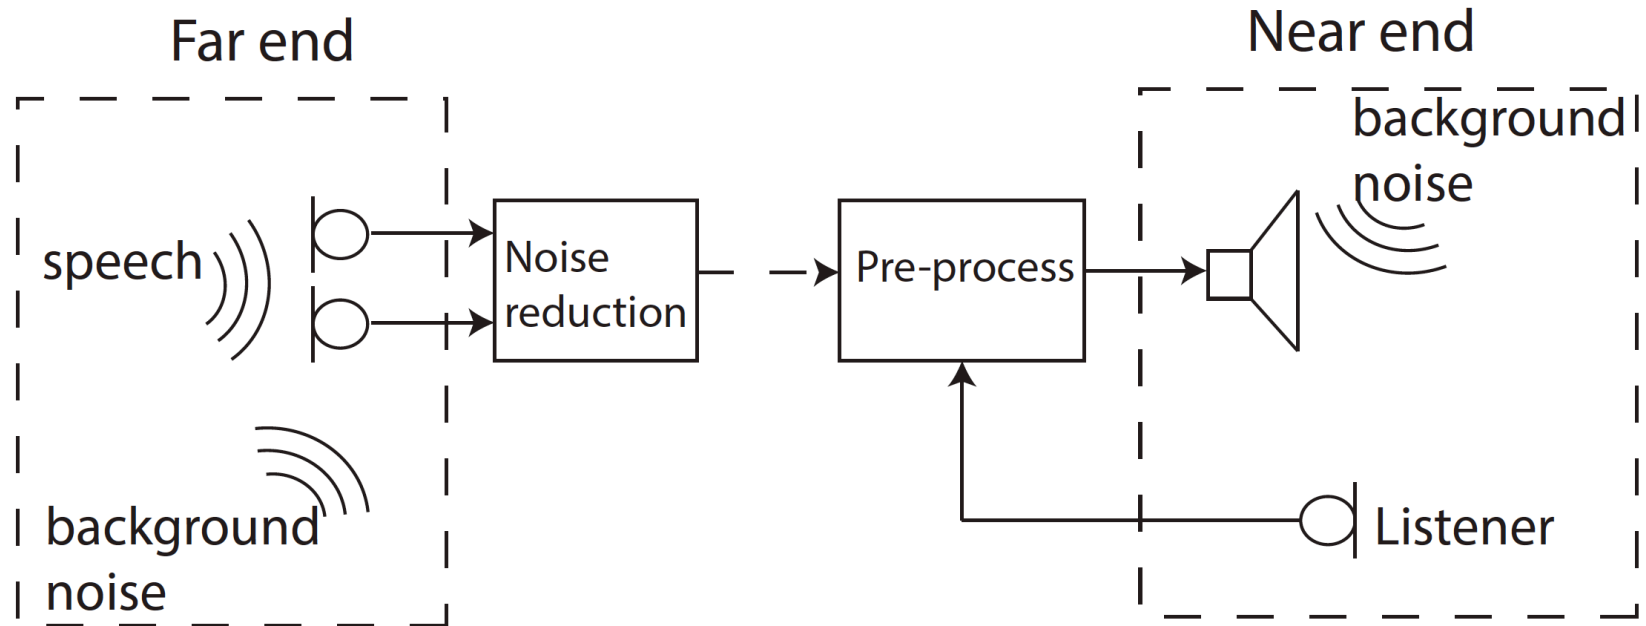 Far end
Near end
speech
background
noise
Noise
reduction
Pre-process
background
noise
Listener